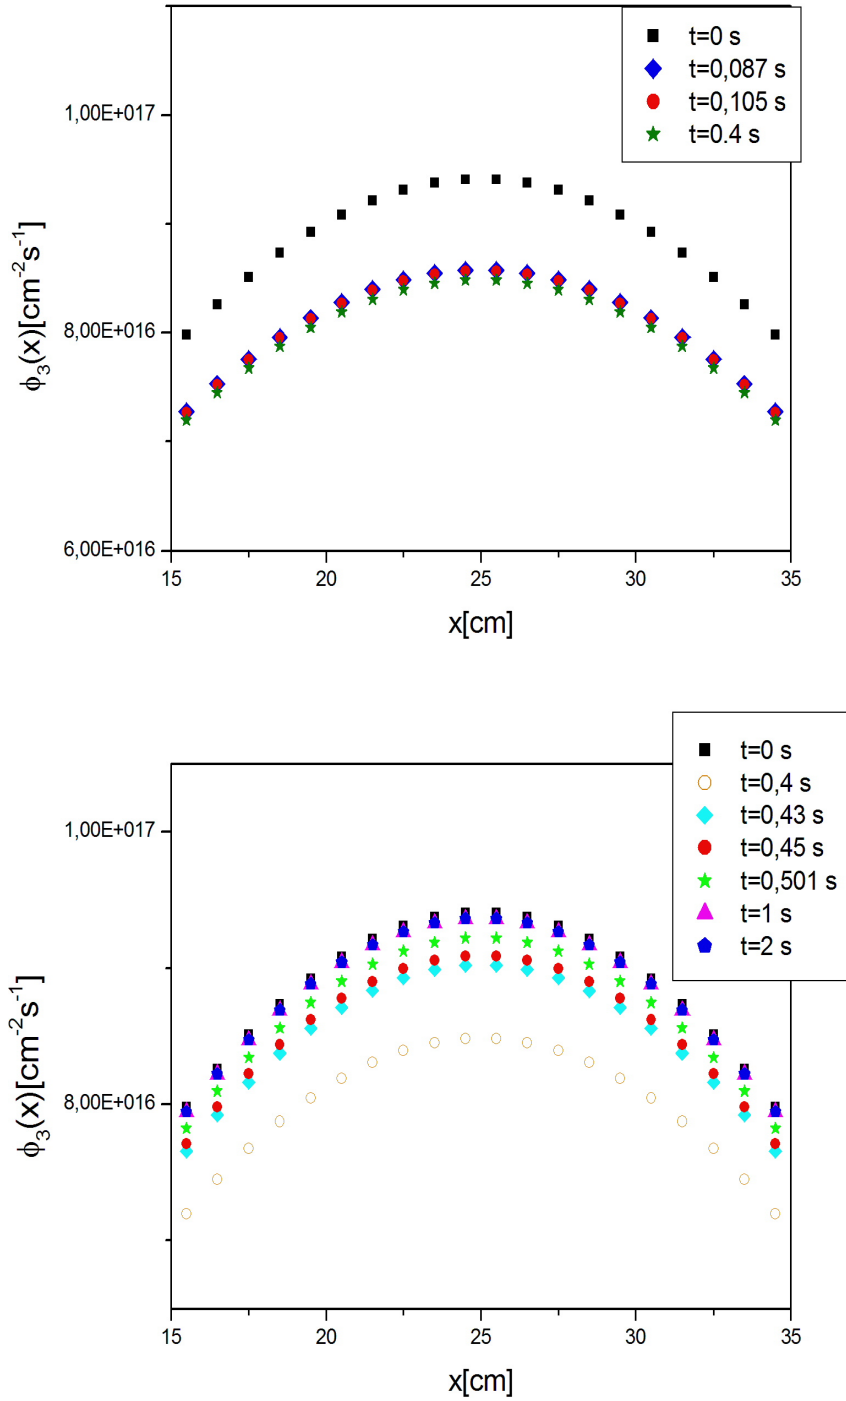 t=0 s
t=0,087 s
t=0,105 s
t=0.4 s
1,00E+017
8,00E+016
6,00E+016
ϕ₃(x)[cm⁻²s⁻¹]
15 20 25 30 35
x[cm]
t=0 s
t=0,4 s
t=0,43 s
t=0,45 s
t=0,501 s
t=1 s
t=2 s
1,00E+017
8,00E+016
ϕ₃(x)[cm⁻²s⁻¹]
15 20 25 30 35
x[cm]